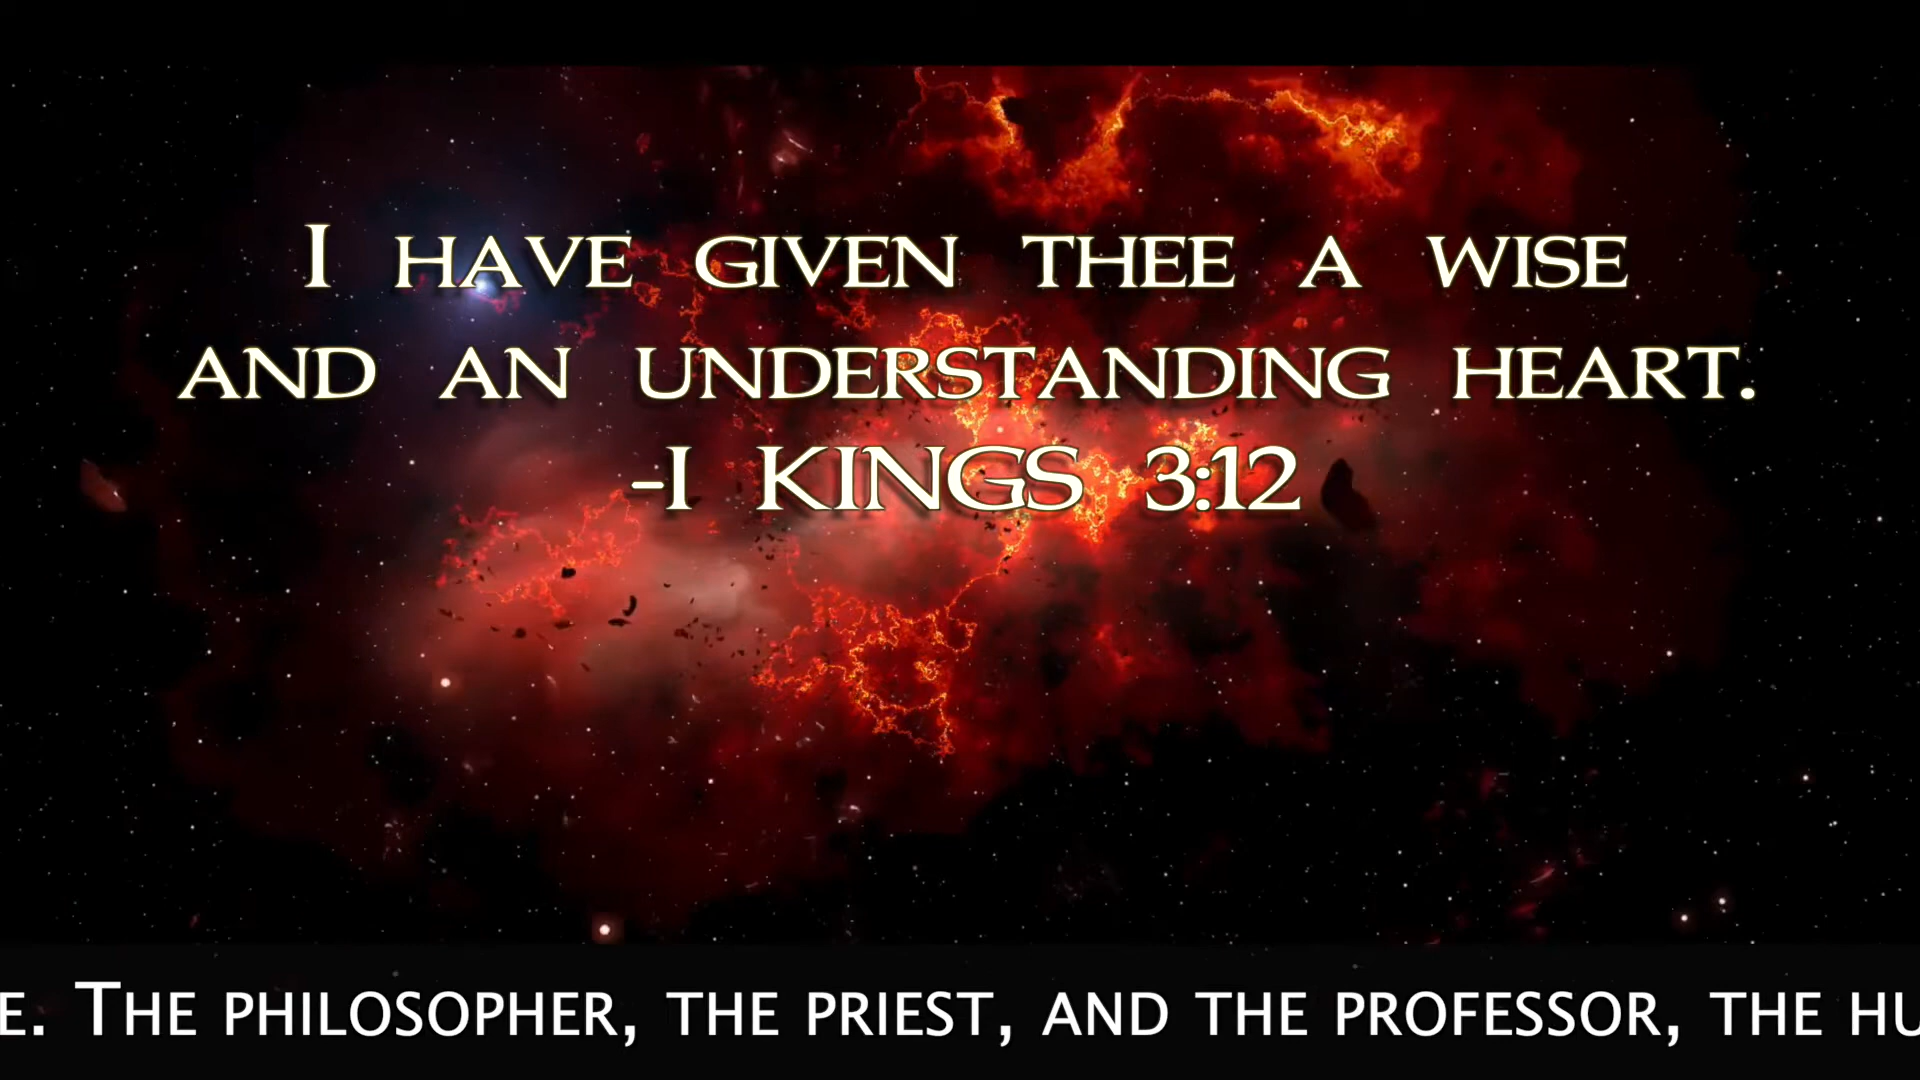 I HAVE GIVEN THEE A WISE
AND AN UNDERSTANDING HEART.
-I KINGS 3:12
E. THE PHILOSOPHER, THE PRIEST, AND THE PROFESSOR, THE HU